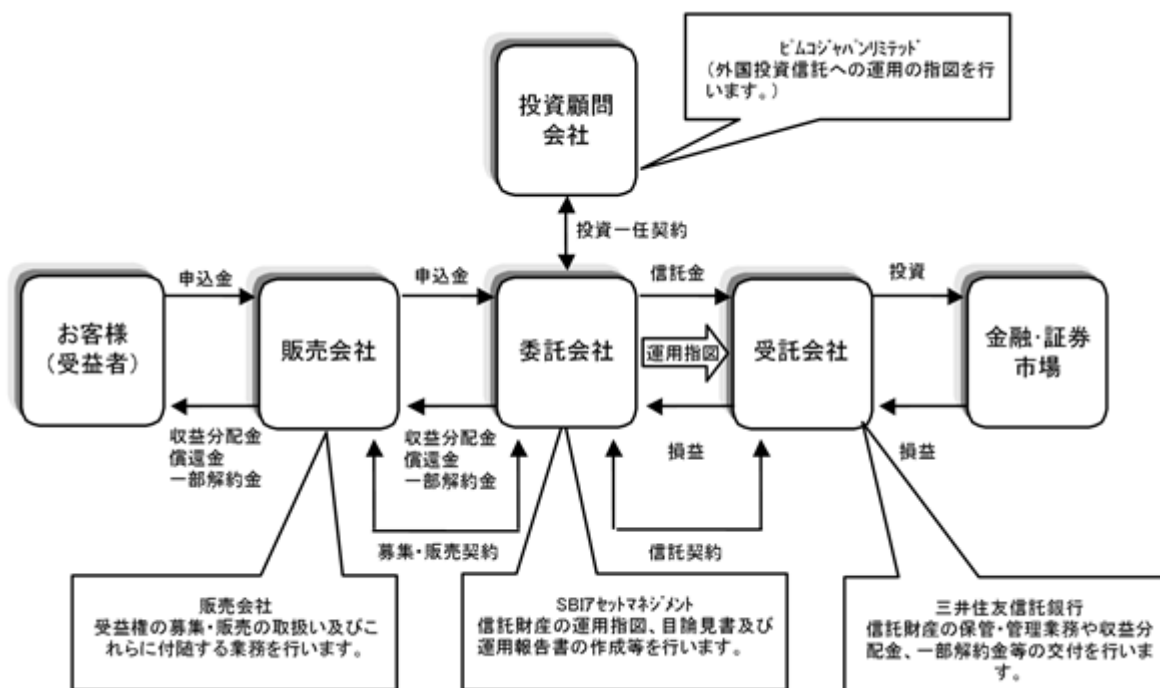 ﾋﾟﾑｺｼﾞｬﾊﾟﾝﾘﾐﾃｯﾄﾞ
（外国投資信託への運用の指図を行
います。）
投資顧問
会社
投資一任契約
申込金
申込金
信託金
投資
お客様
（受益者）
販売会社
委託会社
運用指図
受託会社
金融・証券
市場
収益分配金
償還金
一部解約金
収益分配金
償還金
一部解約金
損益
損益
募集・販売契約
信託契約
販売会社
受益権の募集・販売の取扱い及びこ
れらに付随する業務を行います。
SBIｱｾｯﾄﾏﾈｼﾞﾒﾝﾄ
信託財産の運用指図、目論見書及び
運用報告書の作成等を行います。
三井住友信託銀行
信託財産の保管・管理業務や収益分
配金、一部解約金等の交付を行いま
す。